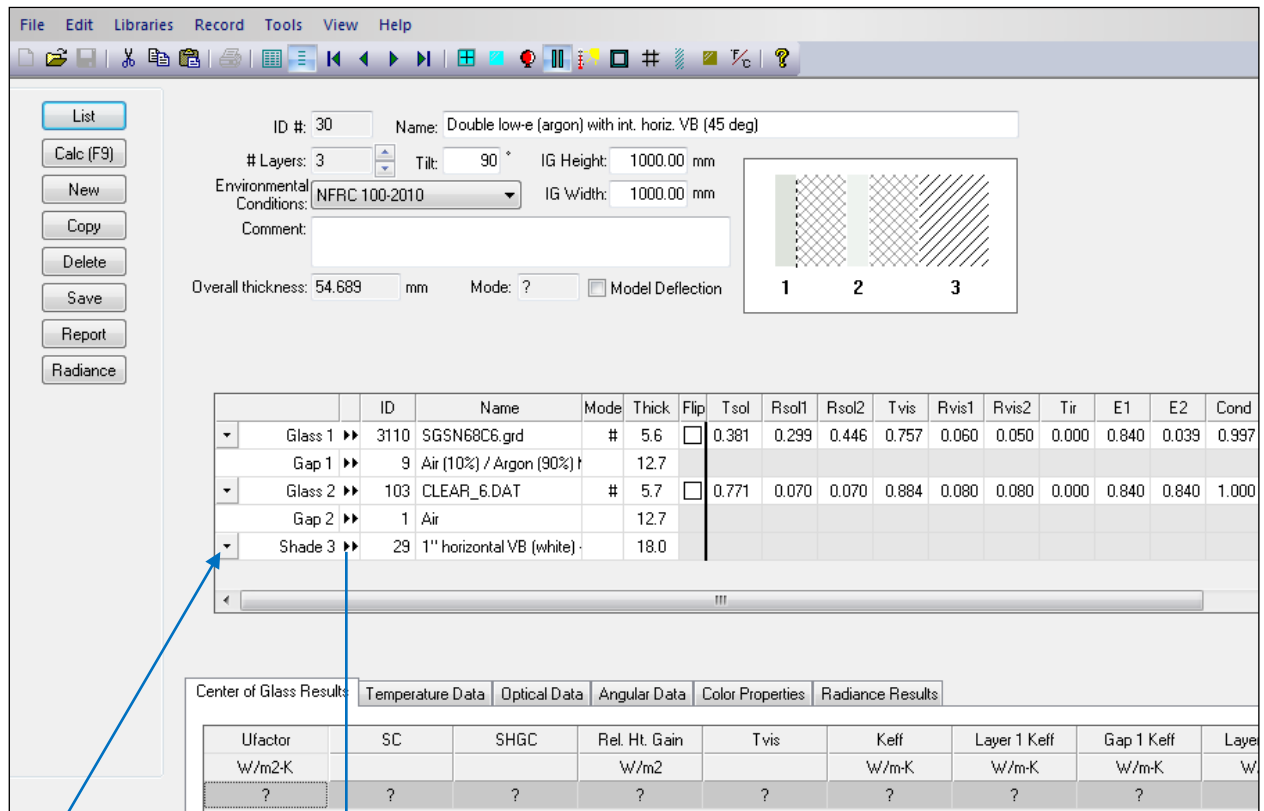 File Edit Libraries Record Tools View Help
List
Calc (F9)
New
Copy
Delete
Save
Report
Radiance
ID #: 30 Name: Double low-e (argon) with int. horiz. VB (45 deg)
# Layers: 3 Tilt: 90 ° IG Height: 1000.00 mm
Environmental Conditions: NFRC 100-2010 IG Width: 1000.00 mm
Comment:
Overall thickness: 54.689 mm Mode: ? Model Deflection
1 2 3
ID Name Mode Thick Flip Tsol Rsol1 Rsol2 Tvis Rvis1 Rvis2 Tir E1 E2 Cond
Glass 1 3110 SGSN68C6.grd # 5.6 0.381 0.299 0.446 0.757 0.060 0.050 0.000 0.840 0.039 0.997
Gap 1 9 Air (10%) / Argon (90%) 12.7
Glass 2 103 CLEAR_6.DAT # 5.7 0.771 0.070 0.070 0.884 0.080 0.080 0.000 0.840 0.840 1.000
Gap 2 1 Air 12.7
Shade 3 29 1" horizontal VB (white) - 18.0
Center of Glass Results Temperature Data Optical Data Angular Data Color Properties Radiance Results
Ufactor SC SHGC Rel. Ht. Gain Tvis Keff Layer 1 Keff Gap 1 Keff Laye
W/m2-K W/m2 W/m-K W/m-K W/m-K W.
? ? ? ? ? ? ? ?